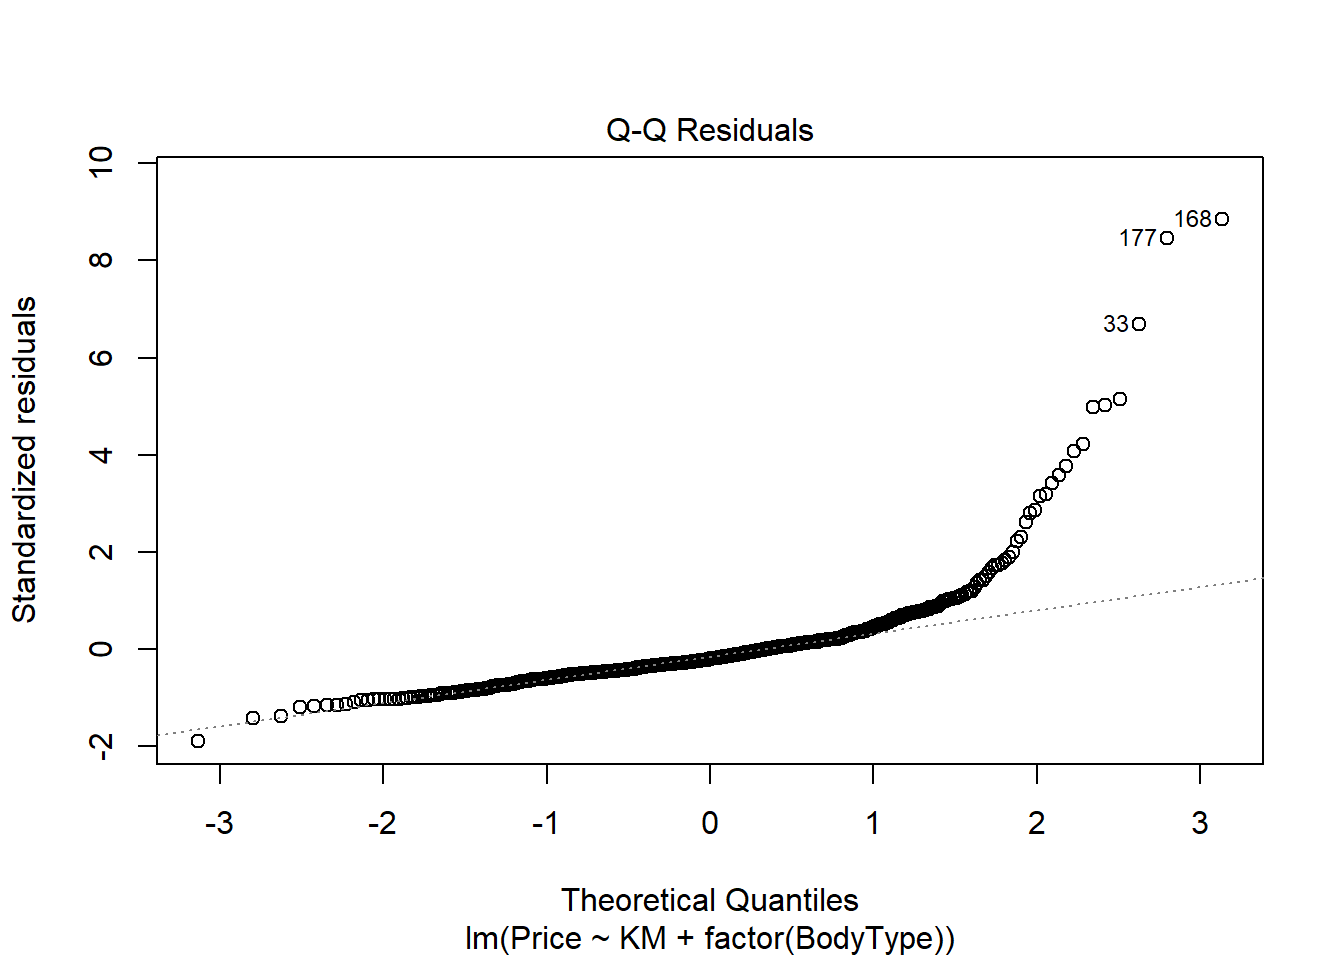 Q-Q Residuals
Standardized residuals
10
8
6
4
2
0
-2
168
177
33
-3 -2 -1 0 1 2 3
Theoretical Quantiles
lm(Price ~ KM + factor(BodyType))